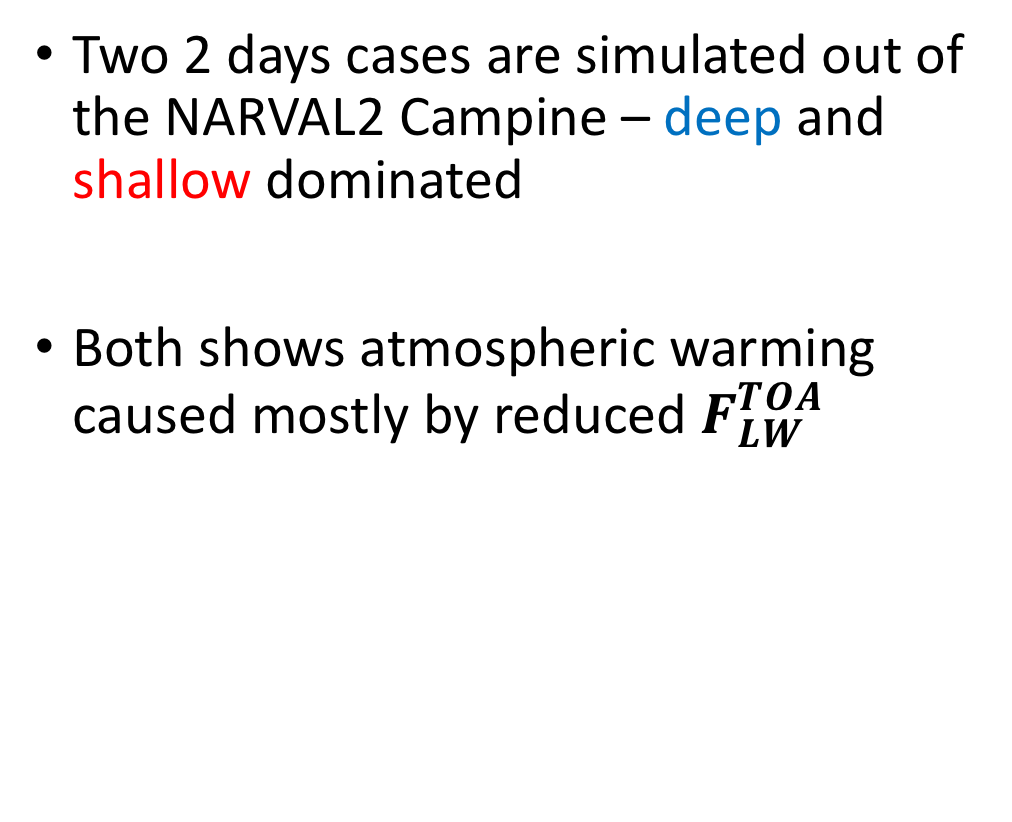 • Two 2 days cases are simulated out of
the NARVAL2 Campine – deep and
shallow dominated
• Both shows atmospheric warming
caused mostly by reduced $F_{LW}^{TOA}$